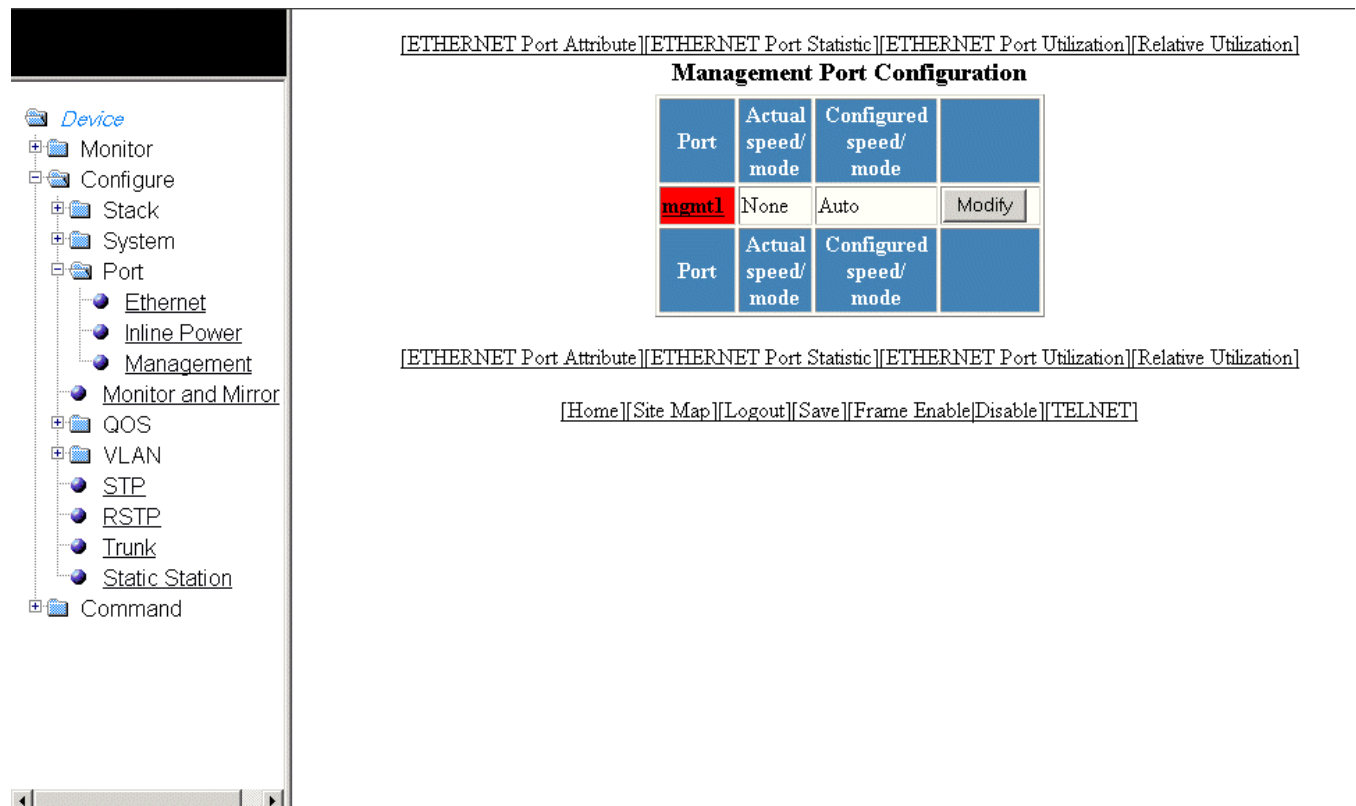 Device
Monitor
Configure
Stack
System
Port
Ethernet
Inline Power
Management
Monitor and Mirror
QOS
VLAN
STP
RSTP
Trunk
Static Station
Command
[ETHERNET Port Attribute][ETHERNET Port Statistic][ETHERNET Port Utilization][Relative Utilization]
Management Port Configuration
Port Actual speed/ mode Configured speed/ mode
mgmt1 None Auto Modify
Port Actual speed/ mode Configured speed/ mode
[ETHERNET Port Attribute][ETHERNET Port Statistic][ETHERNET Port Utilization][Relative Utilization]
[Home][Site Map][Logout][Save][Frame Enable|Disable][TELNET]